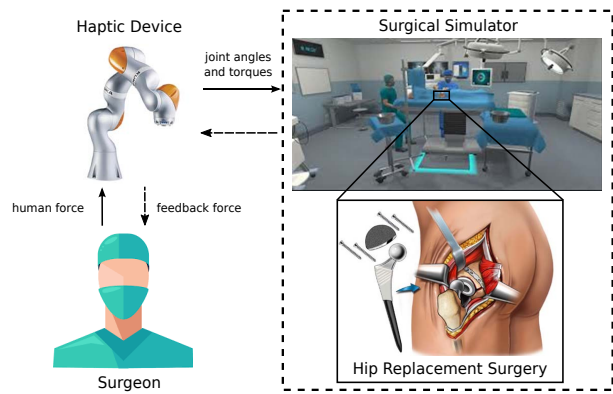 Haptic Device
Surgical Simulator
joint angles
and torques
human force
feedback force
Surgeon
Hip Replacement Surgery